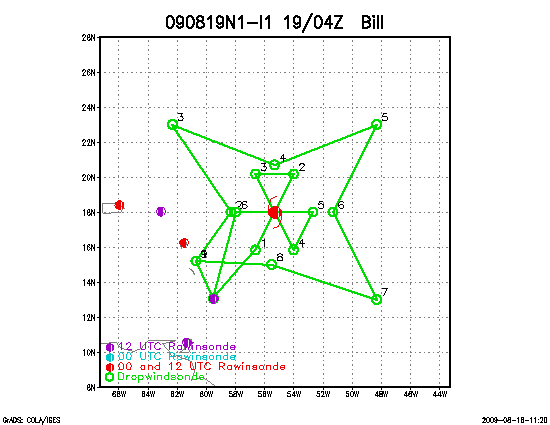 090819N1-I1 19/04Z Bill
28N
26N
24N
22N
20N
18N
16N
14N
12N
10N
8N
3
5
4
3
2
26
5
6
9
1
4
8
7
12 UTC Rawinsonde
00 UTC Rawinsonde
00 and 12 UTC Rawinsonde
Dropwindsonde
68W 66W 64W 62W 60W 58W 56W 54W 52W 50W 48W 46W 44W
GrADS: COLA/IGES
2009-08-18-11:20